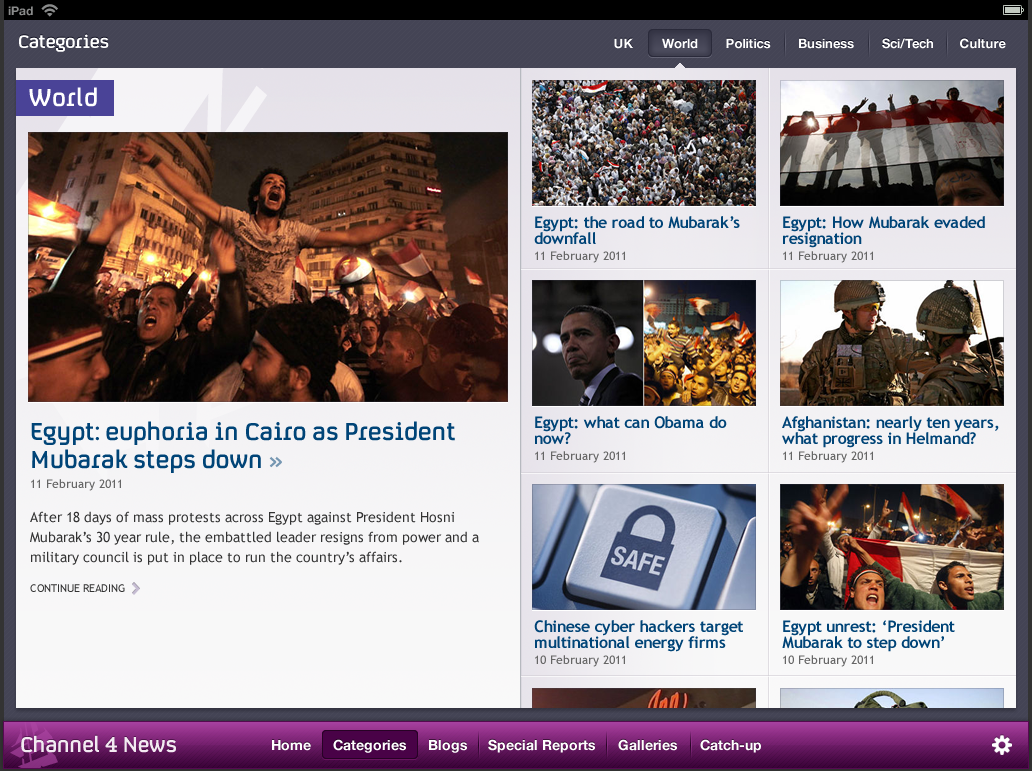 iPad
Categories
UK
World
Politics
Business
Sci/Tech
Culture
World
Egypt: euphoria in Cairo as President
Mubarak steps down »
11 February 2011
After 18 days of mass protests across Egypt against President Hosni
Mubarak's 30 year rule, the embattled leader resigns from power and a
military council is put in place to run the country's affairs.
CONTINUE READING
Egypt: the road to Mubarak's
downfall
11 February 2011
Egypt: How Mubarak evaded
resignation
11 February 2011
Egypt: what can Obama do
now?
11 February 2011
Afghanistan: nearly ten years,
what progress in Helmand?
11 February 2011
SAFE
Chinese cyber hackers target
multinational energy firms
10 February 2011
Egypt unrest: ‘President
Mubarak to step down’
10 February 2011
Channel 4 News
Home
Categories
Blogs
Special Reports
Galleries
Catch-up